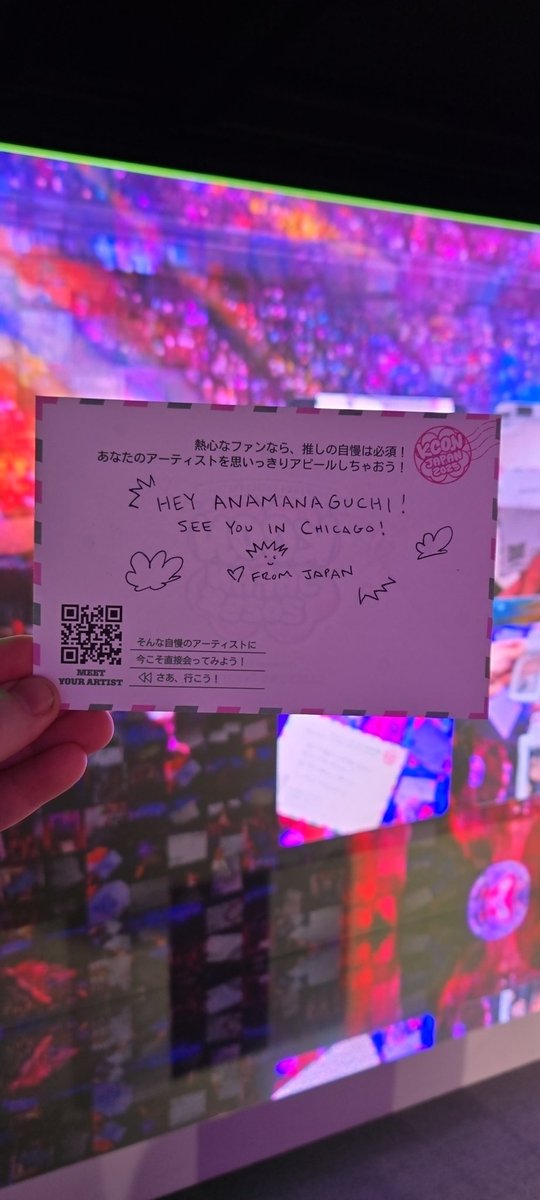 熱心なファンなら、推しの自慢は必須！
あなたのアーティストを思いっきりアピールしちゃおう！
KCON
JAPAN
2025
HEY ANAMANAGUCHI!
SEE YOU IN CHICAGO!
♡ FROM JAPAN
そんな自慢のアーティストに
今こそ直接会ってみよう！
さあ、行こう！
MEET
YOUR ARTIST